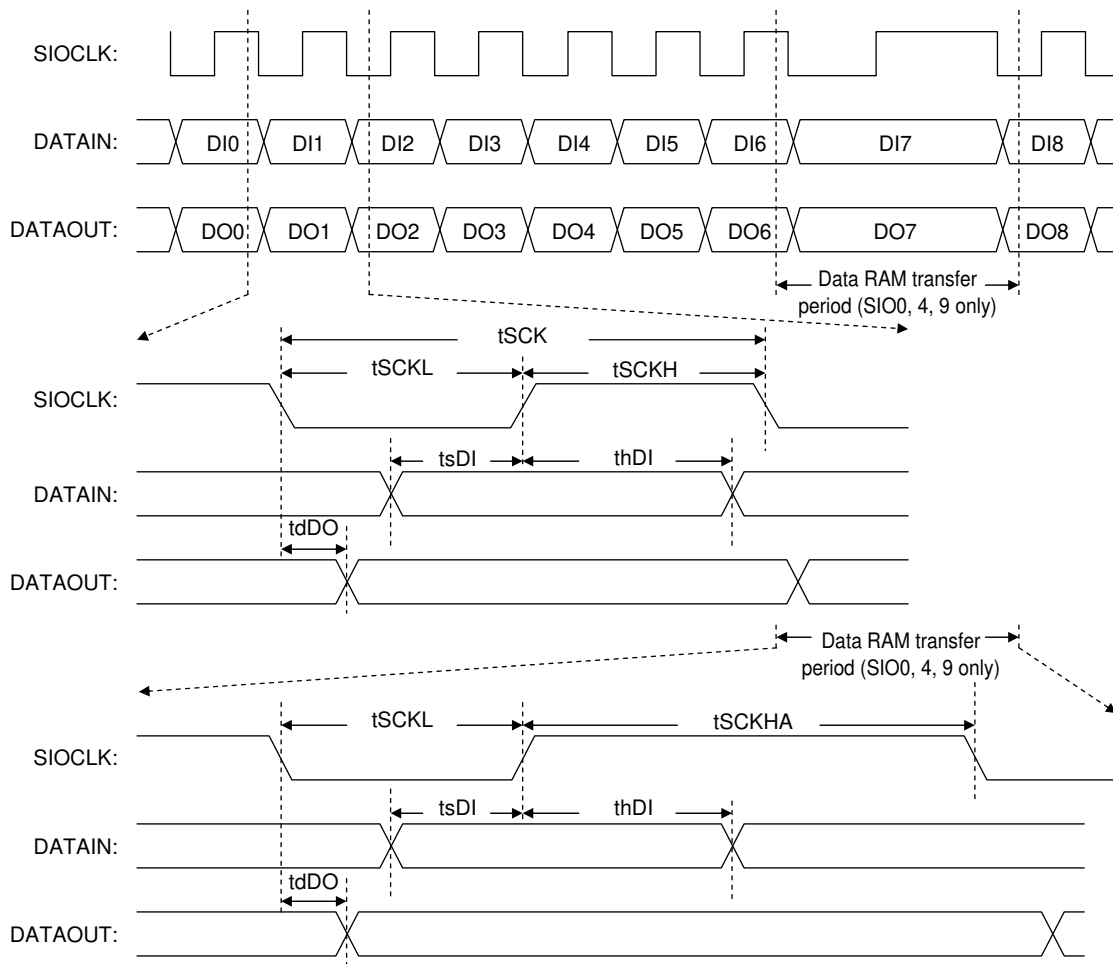 SIOCLK:
DATAIN: DI0 DI1 DI2 DI3 DI4 DI5 DI6 DI7 DI8
DATAOUT: DO0 DO1 DO2 DO3 DO4 DO5 DO6 DO7 DO8
Data RAM transfer
period (SIO0, 4, 9 only)
tSCK
tSCKL tSCKH
SIOCLK:
tsDI thDI
DATAIN:
tdDO
DATAOUT:
Data RAM transfer
period (SIO0, 4, 9 only)
tSCKL tSCKHA
SIOCLK:
tsDI thDI
DATAIN:
tdDO
DATAOUT: